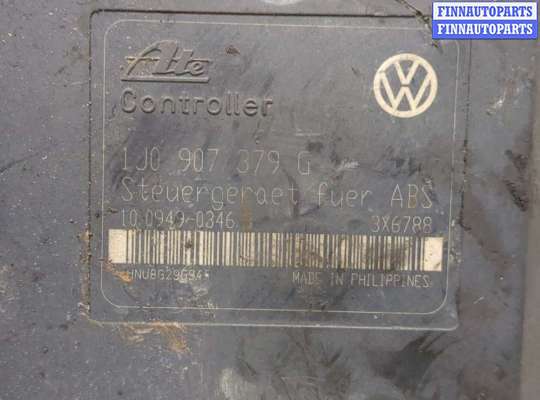 FINNAUTOPARTS
FINNAUTOPARTS
Ate
Controller
1J0 907 379 G
Steuergeraet fuer ABS
10.0949-0346
3X6788
MADE IN PHILIPPINES